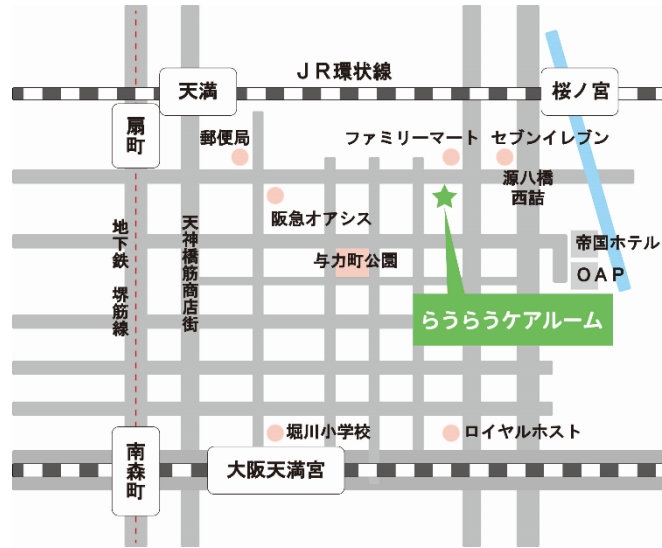 JR環状線
天満
桜ノ宮
扇町
郵便局
ファミリーマート
セブンイレブン
源八橋
西詰
阪急オアシス
地下鉄 堺筋線
天神橋筋商店街
与力町公園
帝国ホテル
OAP
らうらうケアルーム
堀川小学校
ロイヤルホスト
南森町
大阪天満宮